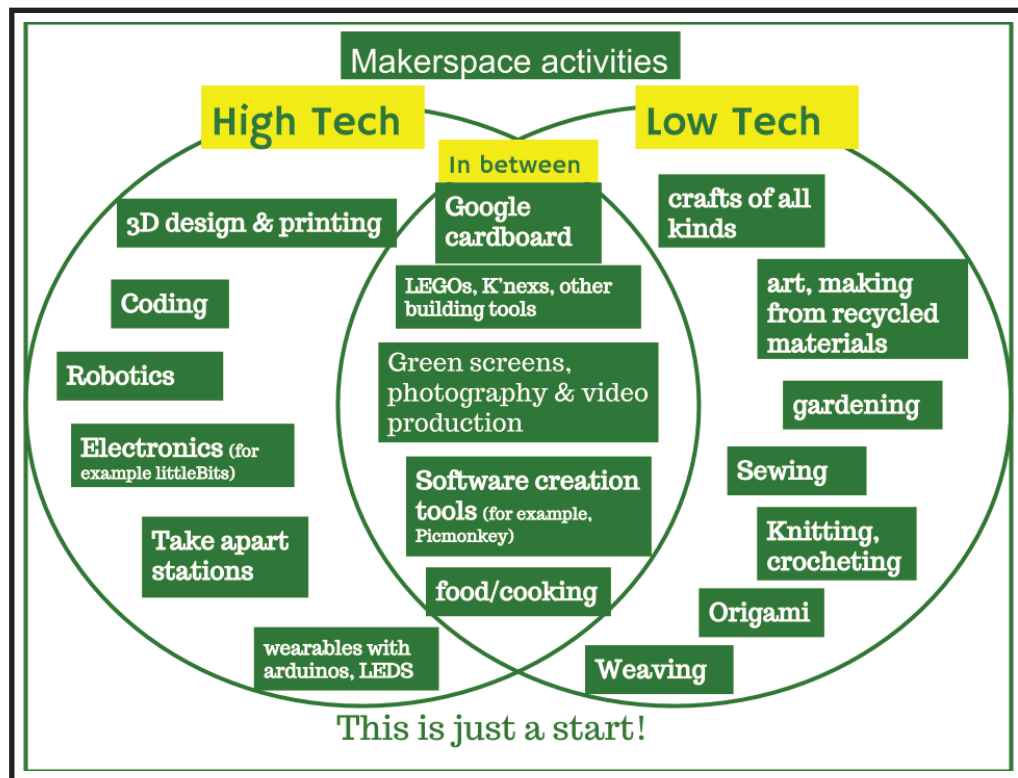 Makerspace activities
High Tech
Low Tech
In between
3D design & printing
Coding
Robotics
Electronics (for
example littleBits)
Take apart
stations
wearables with
arduinos, LEDS
Google
cardboard
LEGOs, K'nexs, other
building tools
Green screens,
photography & video
production
Software creation
tools (for example,
Picmonkey)
food/cooking
crafts of all
kinds
art, making
from recycled
materials
gardening
Sewing
Knitting,
crocheting
Origami
Weaving
This is just a start!